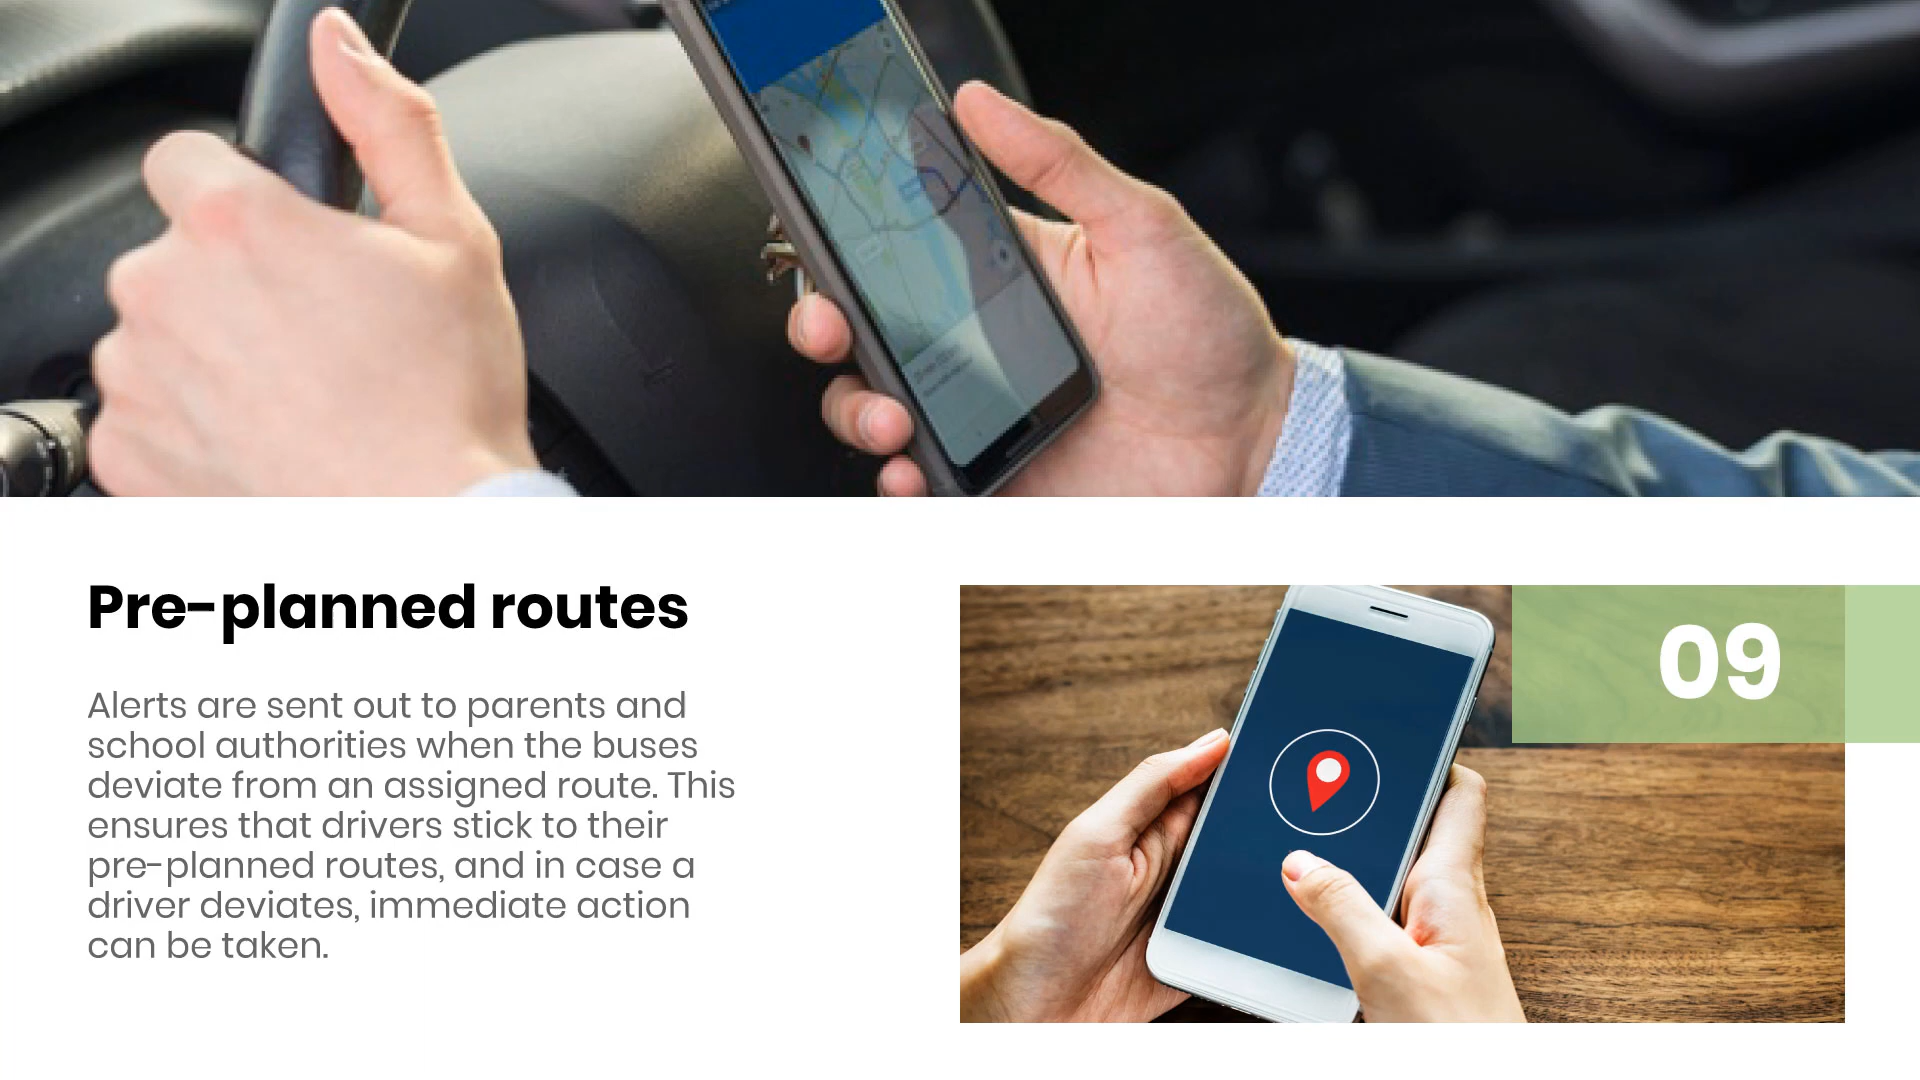 Pre-planned routes
Alerts are sent out to parents and
school authorities when the buses
deviate from an assigned route. This
ensures that drivers stick to their
pre-planned routes, and in case a
driver deviates, immediate action
can be taken.
09